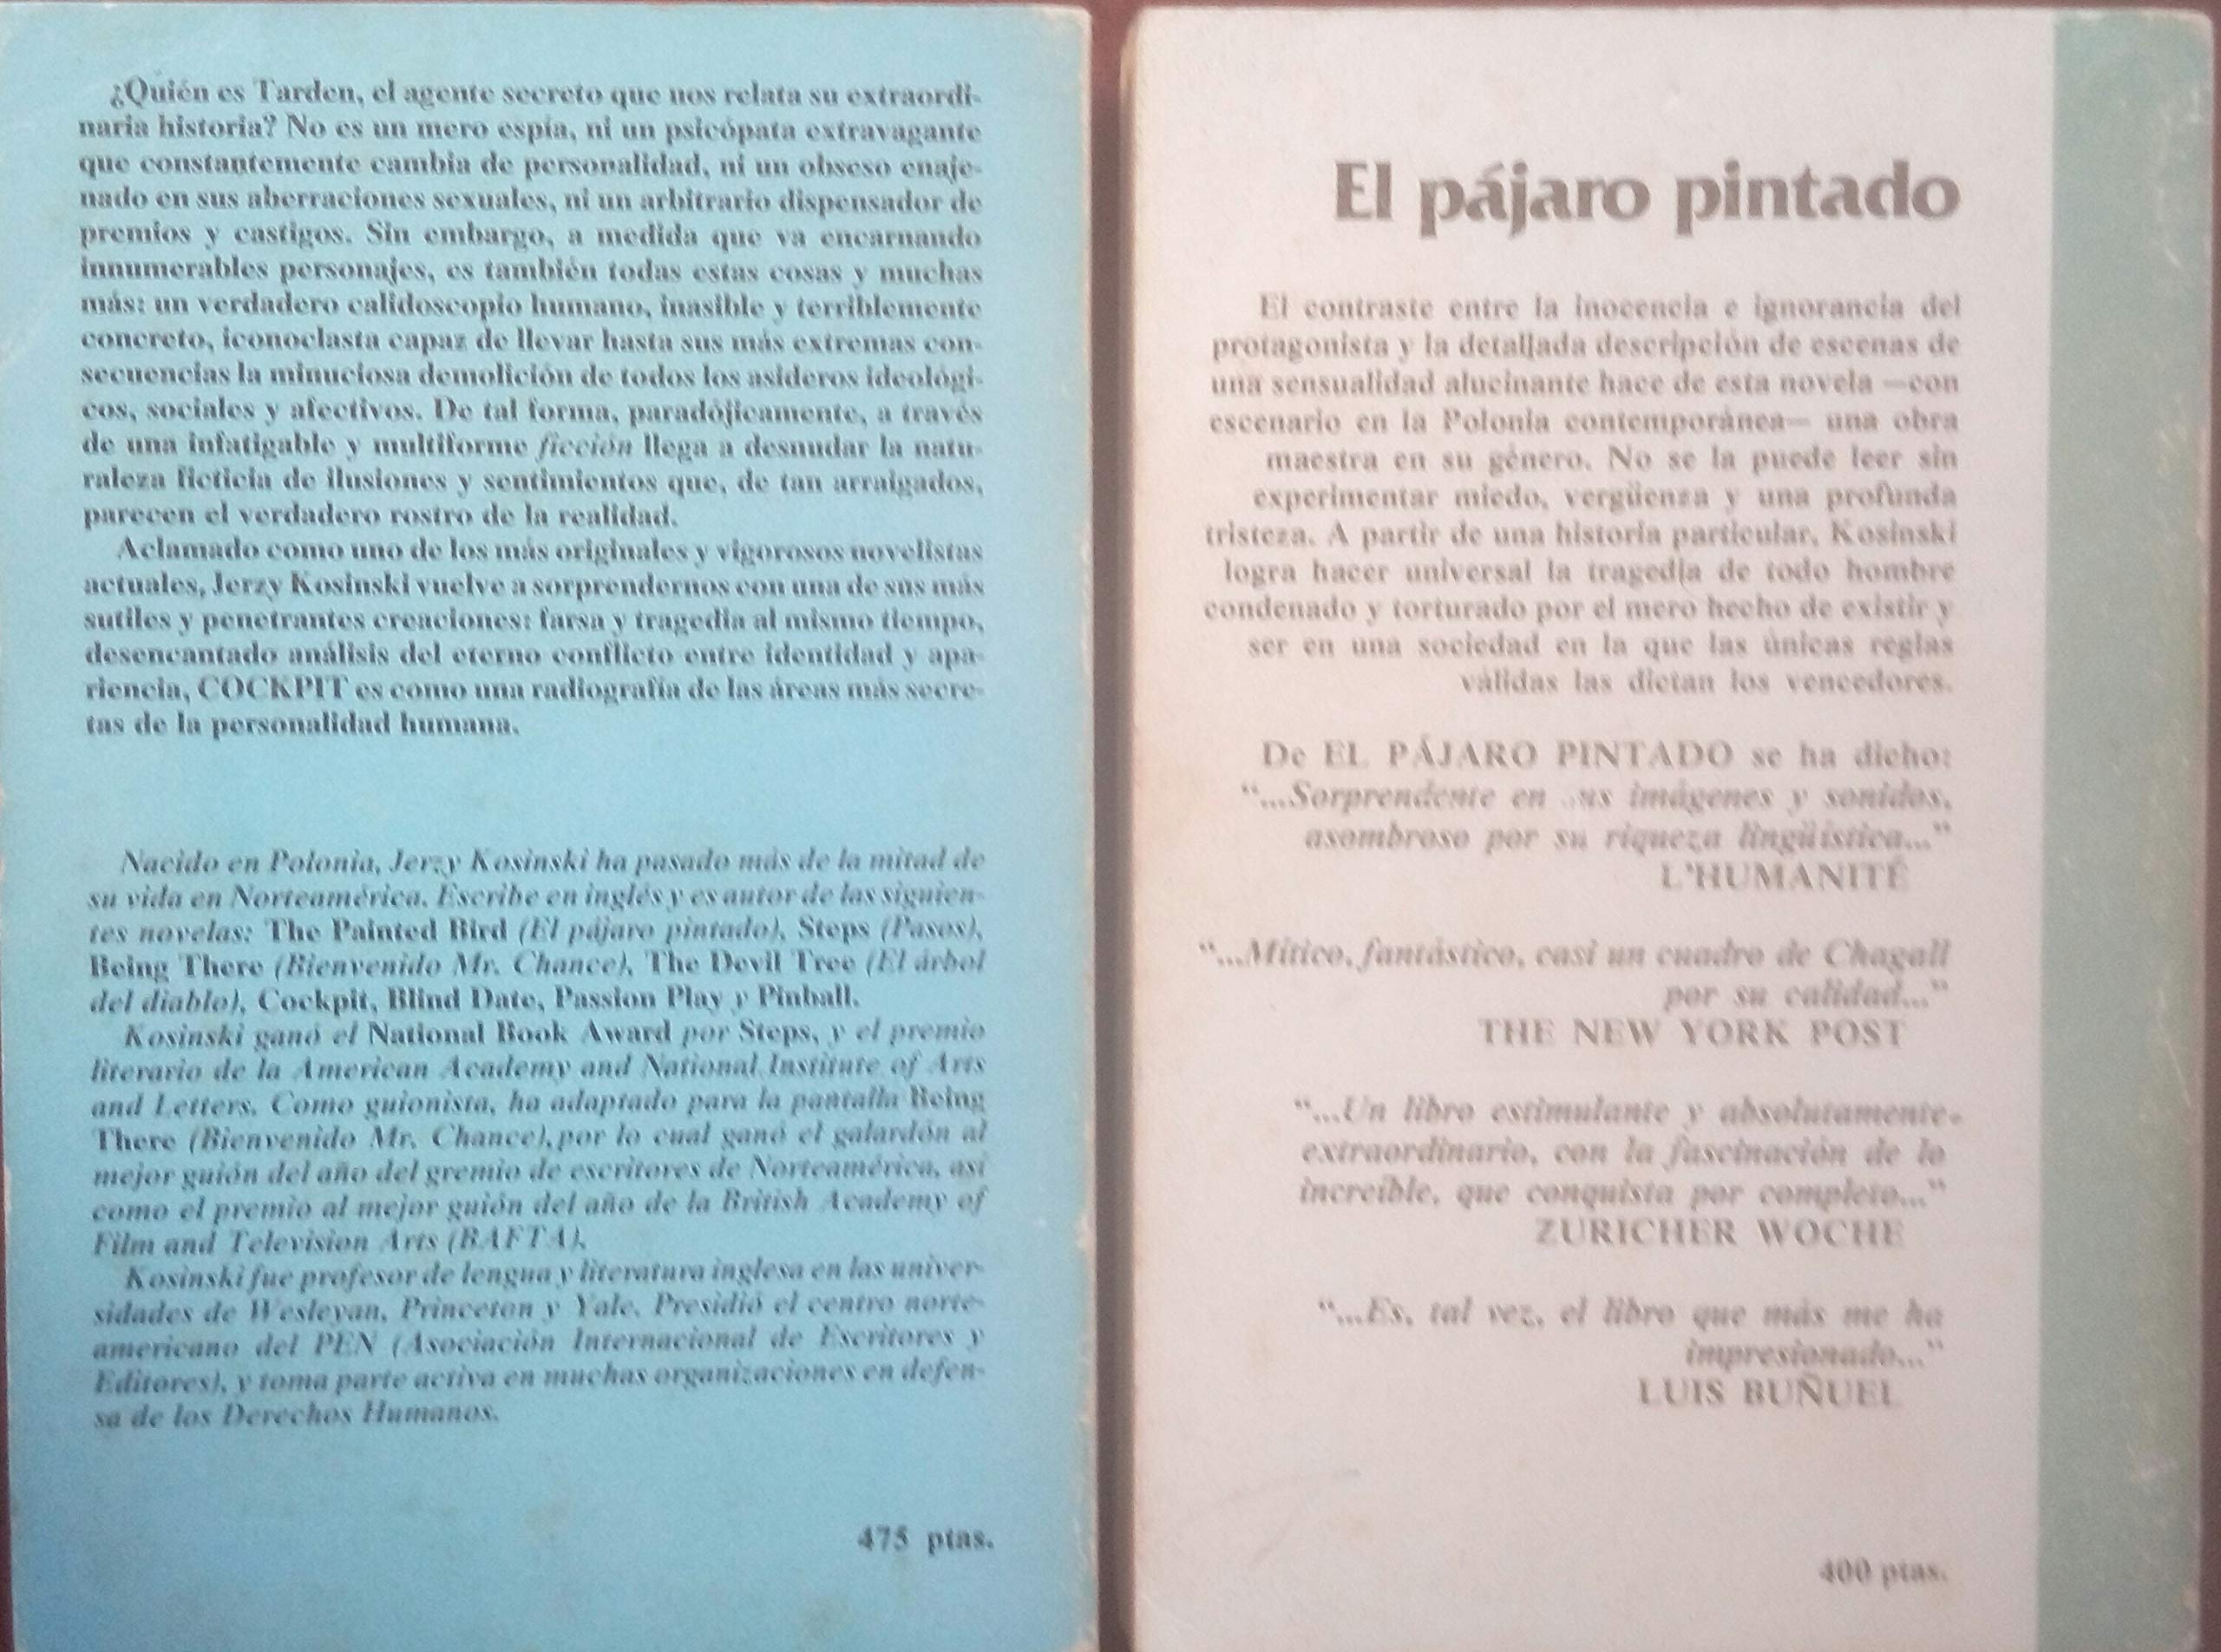 ¿Quién es Tarden, el agente secreto que nos relata su extraordi-
naria historia? No es un mero espía, ni un psicópata extravagante
que constantemente cambia de personalidad, ni un obseso enaje-
nado en sus aberraciones sexuales, ni un arbitrario dispensador de
premios y castigos. Sin embargo, a medida que va encarnando
innumerables personajes, es también todas estas cosas y muchas
más: un verdadero calidoscopio humano, inasible y terriblemente
concreto, iconoclasta capaz de llevar hasta sus más extremas con-
secuencias la minuciosa demolición de todos los asideros ideológi-
cos, sociales y afectivos. De tal forma, paradójicamente, a través
de una infatigable y multiforme ficción llega a desnudar la natu-
raleza ficticia de ilusiones y sentimientos que, de tan arraigados,
parecen el verdadero rostro de la realidad.
Aclamado como uno de los más originales y vigorosos novelistas
actuales, Jerzy Kosinski vuelve a sorprendernos con una de sus más
sutiles y penetrantes creaciones: farsa y tragedia al mismo tiempo,
desencantado análisis del eterno conflicto entre identidad y apa-
riencia, COCKPIT es como una radiografía de las áreas más secre-
tas de la personalidad humana.
Nacido en Polonia, Jerzy Kosinski ha pasado más de la mitad de
su vida en Norteamérica. Escribe en inglés y es autor de las siguien-
tes novelas: The Painted Bird (El pájaro pintado), Steps (Pasos),
Being There (Bienvenido Mr. Chance), The Devil Tree (El árbol
del diablo), Cockpit, Blind Date, Passion Play y Pinball.
Kosinski ganó el National Book Award por Steps, y el premio
literario de la American Academy and National Institute of Arts
and Letters. Como guionista, ha adaptado para la pantalla Being
There (Bienvenido Mr. Chance), por lo cual ganó el galardón al
mejor guión del año del gremio de escritores de Norteamérica, así
como el premio al mejor guión del año de la British Academy of
Film and Television Arts (BAFTA).
Kosinski fue profesor de lengua y literatura inglesa en las univer-
sidades de Wesleyan, Princeton y Yale. Presidió el centro norte-
americano del PEN (Asociación Internacional de Escritores y
Editores), y toma parte activa en muchas organizaciones en defen-
sa de los Derechos Humanos.
475 ptas.
El pájaro pintado
El contraste entre la inocencia e ignorancia del
protagonista y la detallada descripción de escenas de
una sensualidad alucinante hace de esta novela —con
escenario en la Polonia contemporánea— una obra
maestra en su género. No se la puede leer sin
experimentar miedo, vergüenza y una profunda
tristeza. A partir de una historia particular, Kosinski
logra hacer universal la tragedia de todo hombre
condenado y torturado por el mero hecho de existir y
ser en una sociedad en la que las únicas reglas
válidas las dictan los vencedores.
De EL PÁJARO PINTADO se ha dicho:
“...Sorprendente en sus imágenes y sonidos,
asombroso por su riqueza lingüística...”
L'HUMANITÉ
“...Mítico, fantástico, casi un cuadro de Chagall
por su calidad...”
THE NEW YORK POST
“...Un libro estimulante y absolutamente
extraordinario, con la fascinación de lo
increíble, que conquista por completo...“
ZURICHER WOCHE
“...Es, tal vez, el libro que más me ha
impresionado...“
LUIS BUÑUEL
400 ptas.